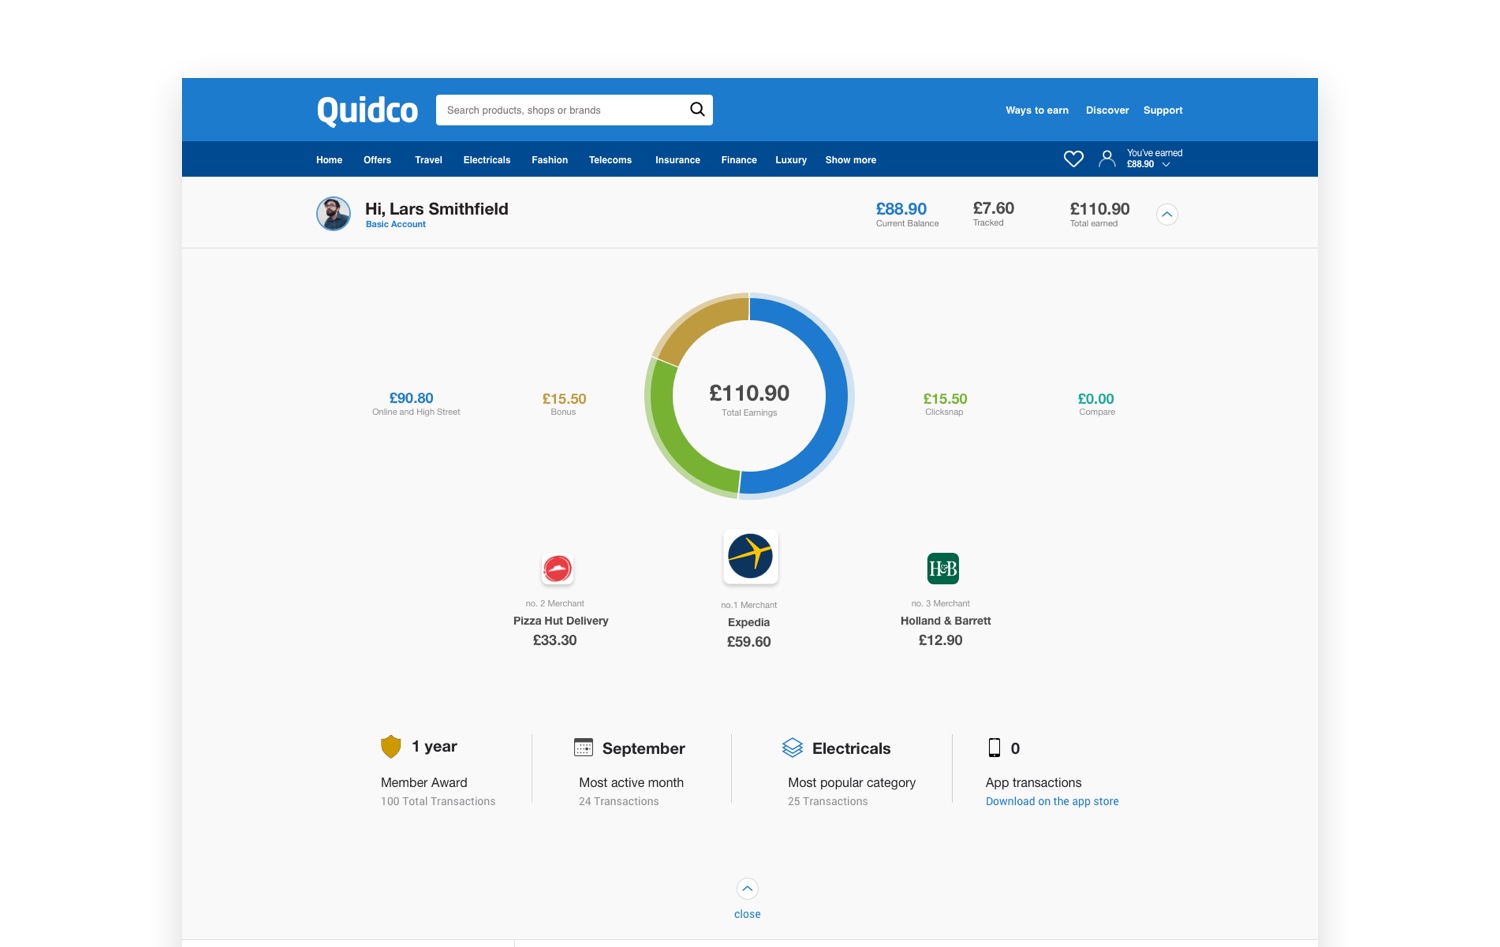 Quidco
Search products, shops or brands
Ways to earn Discover Support
Home Offers Travel Electricals Fashion Telecoms Insurance Finance Luxury Show more
You've earned
£88.90
Hi, Lars Smithfield
Basic Account
£88.90
Current Balance
£7.60
Tracked
£110.90
Total earned
£90.80
Online and High Street
£15.50
Bonus
£110.90
Total Earnings
£15.50
Clicksnap
£0.00
Compare
no. 2 Merchant
Pizza Hut Delivery
£33.30
no.1 Merchant
Expedia
£59.60
H&B
no. 3 Merchant
Holland & Barrett
£12.90
1 year
Member Award
100 Total Transactions
September
Most active month
24 Transactions
Electricals
Most popular category
25 Transactions
0
App transactions
Download on the app store
close